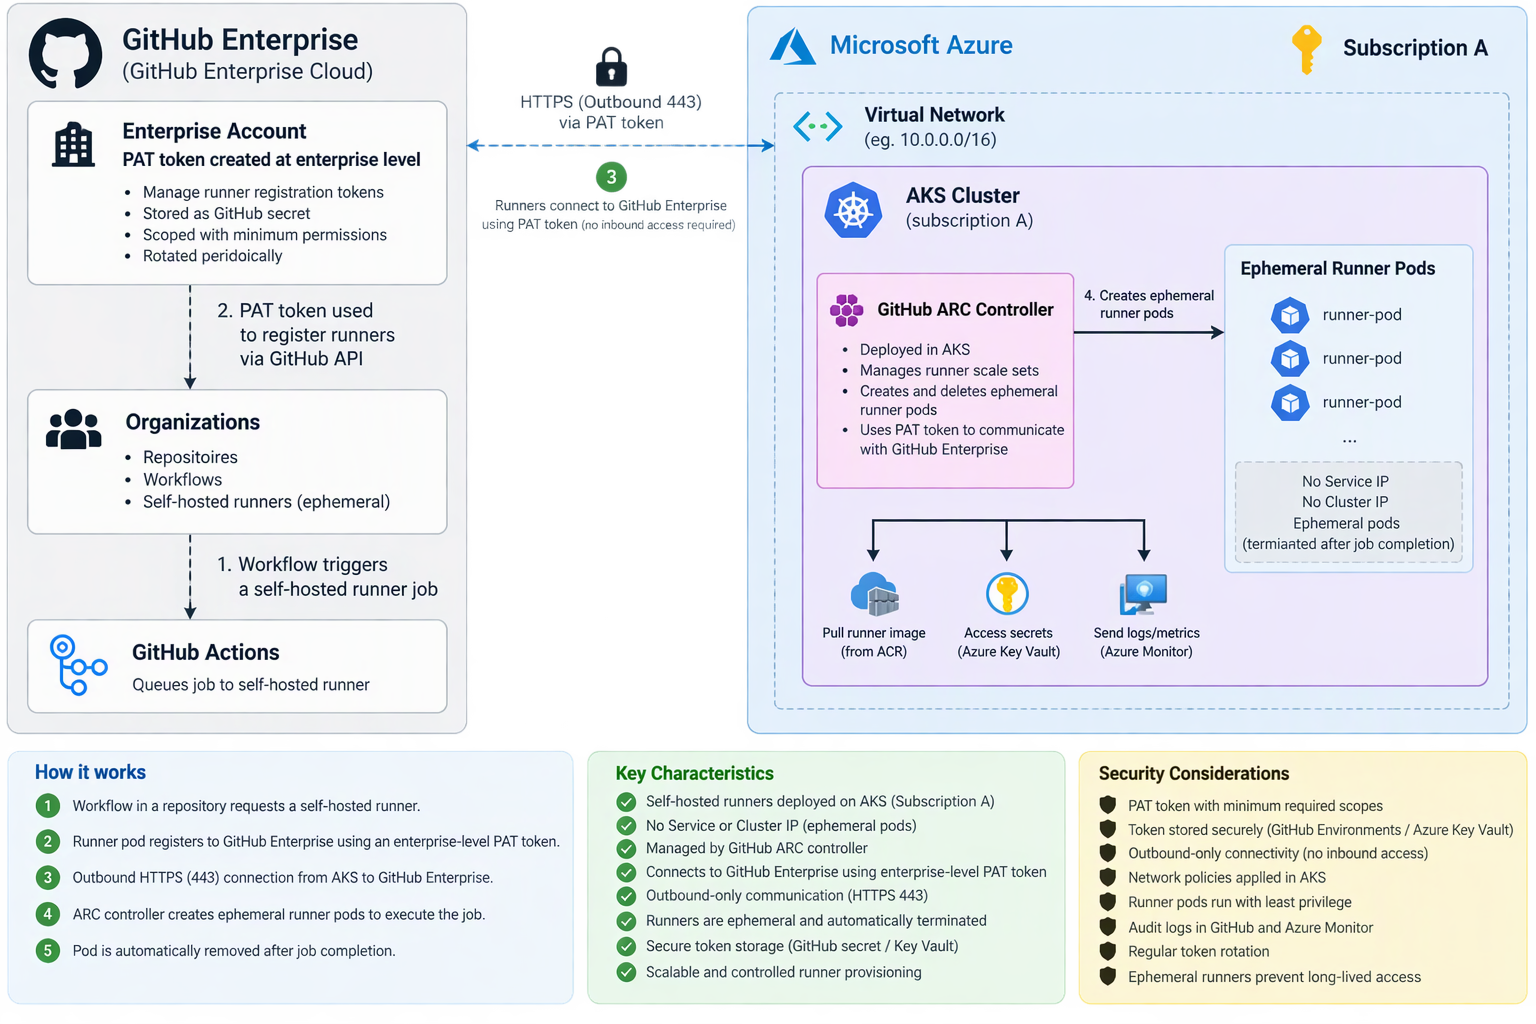 GitHub Enterprise
(GitHub Enterprise Cloud)
Enterprise Account
PAT token created at enterprise level
• Manage runner registration tokens
• Stored as GitHub secret
• Scoped with minimum permissions
• Rotated peridoically
2. PAT token used
to register runners
via GitHub API
Organizations
• Repositoires
• Workflows
• Self-hosted runners (ephemeral)
1. Workflow triggers
a self-hosted runner job
GitHub Actions
Queues job to self-hosted runner
HTTPS (Outbound 443)
via PAT token
3
Runners connect to GitHub Enterprise
using PAT token (no inbound access required)
Microsoft Azure
Subscription A
Virtual Network
(eg. 10.0.0.0/16)
AKS Cluster
(subscription A)
GitHub ARC Controller
• Deployed in AKS
• Manages runner scale sets
• Creates and deletes ephemeral
runner pods
• Uses PAT token to communicate
with GitHub Enterprise
4. Creates ephemeral
runner pods
Ephemeral Runner Pods
runner-pod
runner-pod
runner-pod
...
No Service IP
No Cluster IP
Ephemeral pods
(termianted after job completion)
Pull runner image
(from ACR)
Access secrets
(Azure Key Vault)
Send logs/metrics
(Azure Monitor)
How it works
1 Workflow in a repository requests a self-hosted runner.
2 Runner pod registers to GitHub Enterprise using an enterprise-level PAT token.
3 Outbound HTTPS (443) connection from AKS to GitHub Enterprise.
4 ARC controller creates ephemeral runner pods to execute the job.
5 Pod is automatically removed after job completion.
Key Characteristics
Self-hosted runners deployed on AKS (Subscription A)
No Service or Cluster IP (ephemeral pods)
Managed by GitHub ARC controller
Connects to GitHub Enterprise using enterprise-level PAT token
Outbound-only communication (HTTPS 443)
Runners are ephemeral and automatically terminated
Secure token storage (GitHub secret / Key Vault)
Scalable and controlled runner provisioning
Security Considerations
PAT token with minimum required scopes
Token stored securely (GitHub Environments / Azure Key Vault)
Outbound-only connectivity (no inbound access)
Network policies applled in AKS
Runner pods run with least privilege
Audit logs in GitHub and Azure Monitor
Regular token rotation
Ephemeral runners prevent long-lived access